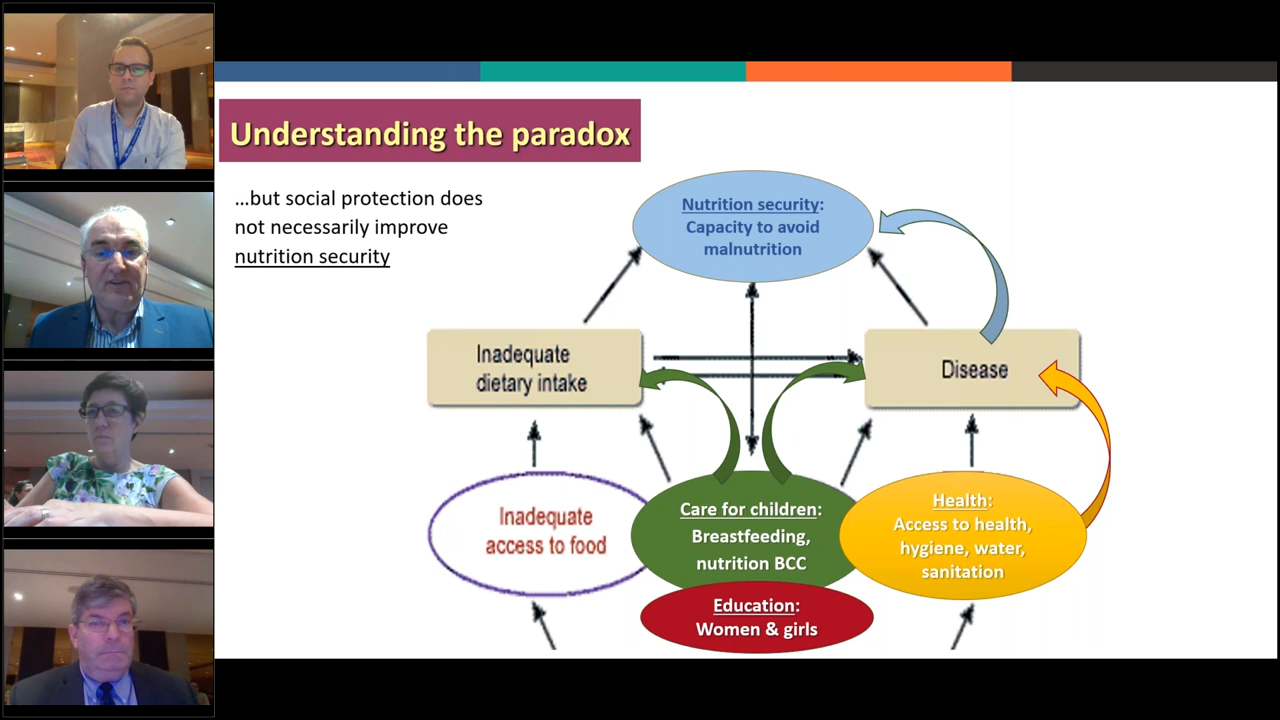 Understanding the paradox
…but social protection does
not necessarily improve
nutrition security
Nutrition security:
Capacity to avoid
malnutrition
Inadequate
dietary intake
Disease
Inadequate
access to food
Care for children:
Breastfeeding,
nutrition BCC
Health:
Access to health,
hygiene, water,
sanitation
Education:
Women & girls